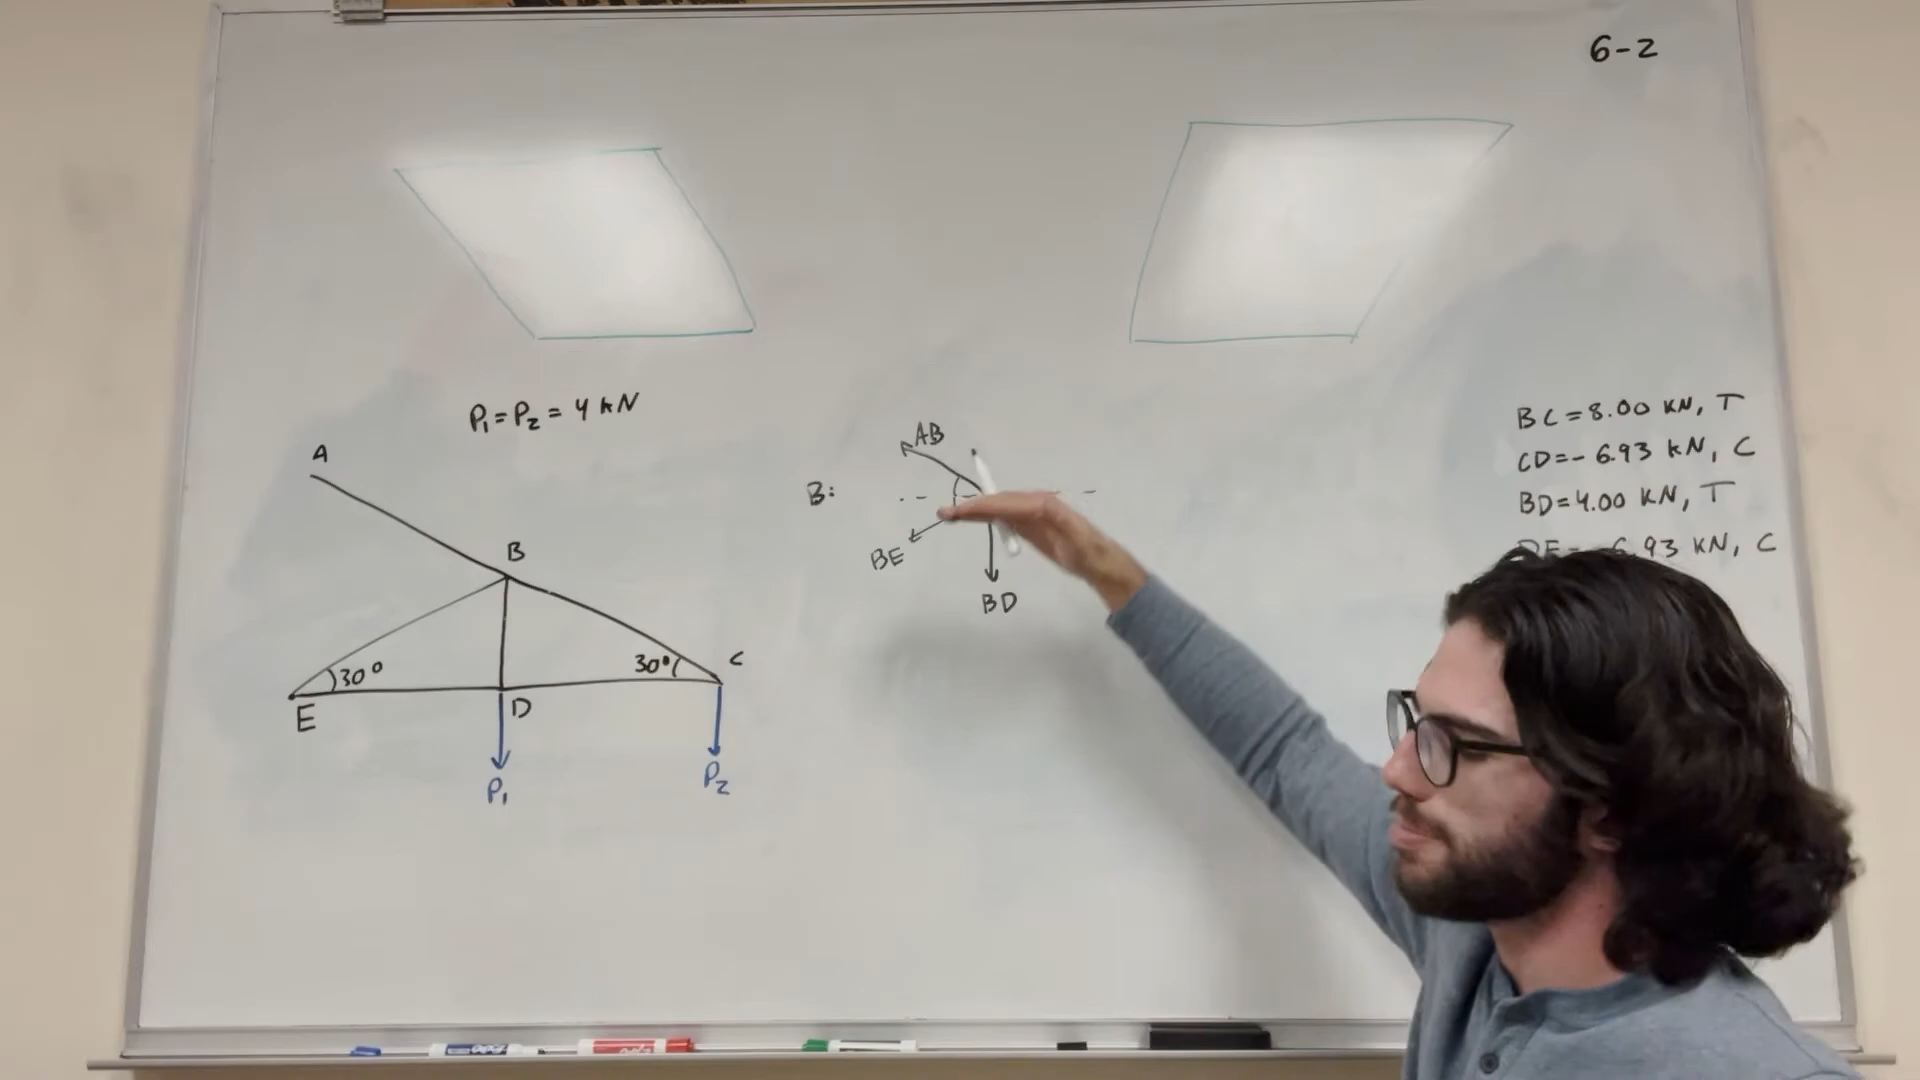 6-2
P₁=P₂ = 4 kN
A
B
30°
30°
C
E
D
P₁
P₂
B:
AB
BE
BD
BC=8.00 KN, T
CD=-6.93 KN, C
BD=4.00 KN, T
6.93 KN, C